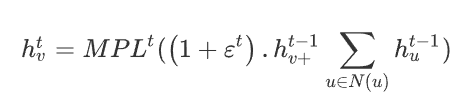 h_v^t = MPL^t((1 + ε^t) . h_{v+}^{t-1} ∑_{u∈N(u)} h_u^{t-1})